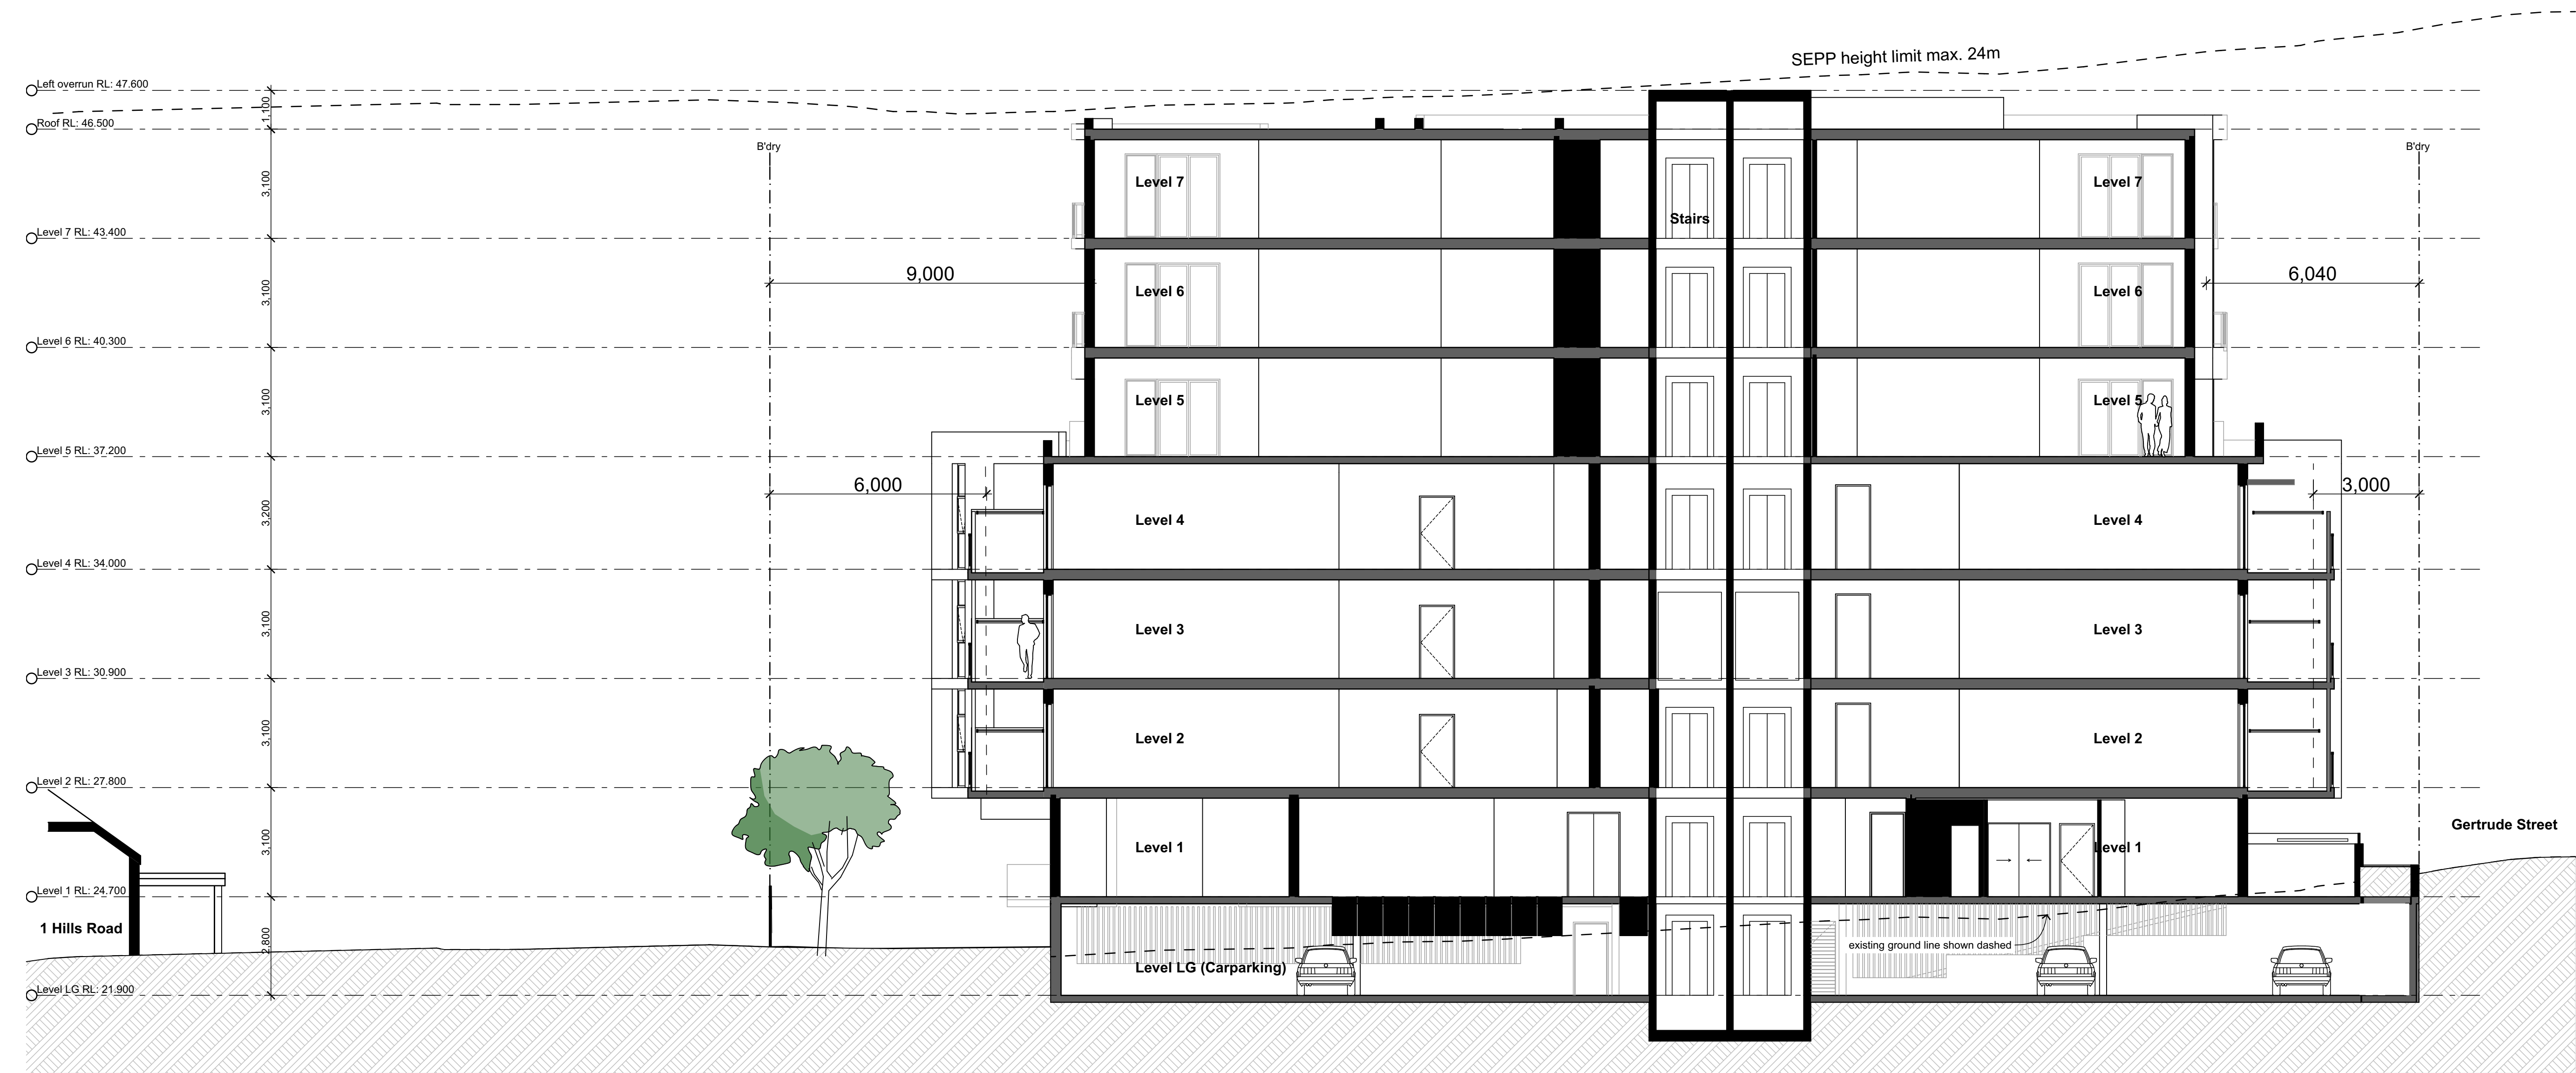 SEPP height limit max. 24m
Left overrun RL: 47.600
1,100
Roof RL: 46.500
B'dry
B'dry
3,100
Level 7
Level 7
Stairs
Level 7 RL: 43.400
9,000
6,040
3,100
Level 6
Level 6
Level 6 RL: 40.300
3,100
Level 5
Level 5
Level 5 RL: 37.200
6,000
3,000
3,200
Level 4
Level 4
Level 4 RL: 34.000
3,100
Level 3
Level 3
Level 3 RL: 30.900
3,100
Level 2
Level 2
Level 2 RL: 27.800
Gertrude Street
3,100
Level 1
Level 1
Level 1 RL: 24.700
1 Hills Road
2,800
existing ground line shown dashed
Level LG (Carparking)
Level LG RL: 21.900